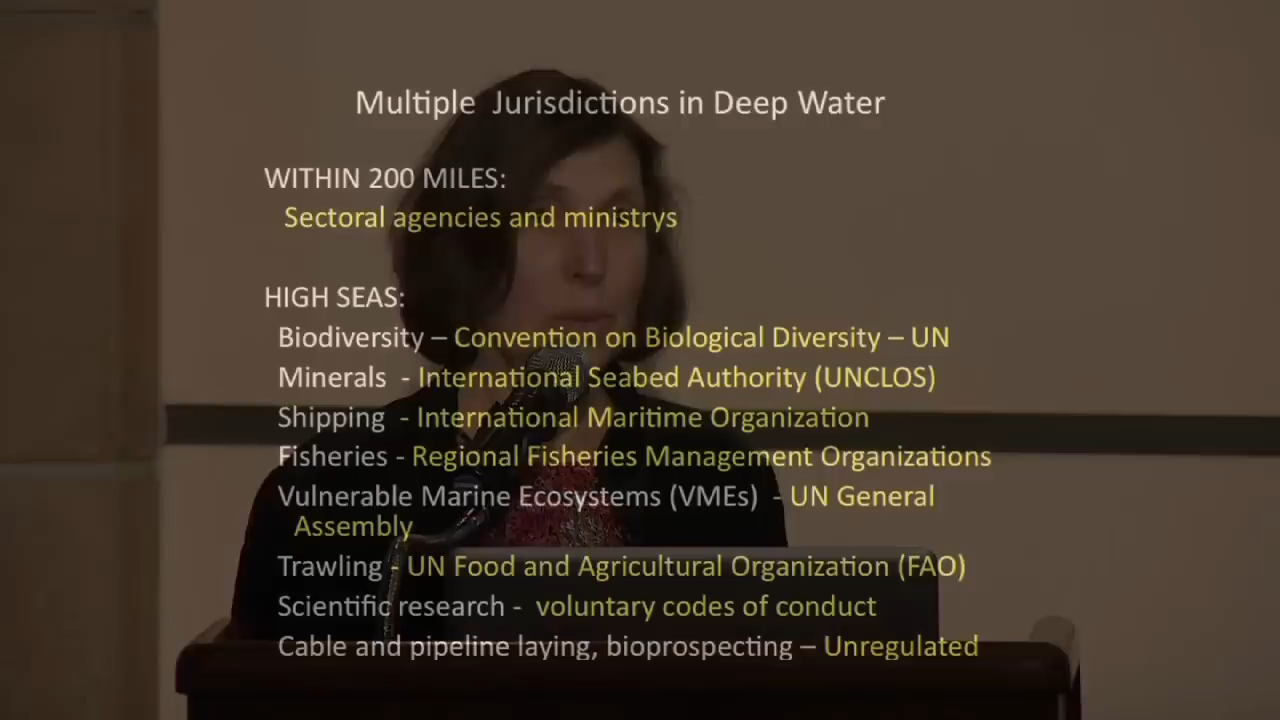 Multiple Jurisdictions in Deep Water
WITHIN 200 MILES:
Sectoral agencies and ministrys
HIGH SEAS:
Biodiversity – Convention on Biological Diversity – UN
Minerals - International Seabed Authority (UNCLOS)
Shipping - International Maritime Organization
Fisheries - Regional Fisheries Management Organizations
Vulnerable Marine Ecosystems (VMEs) - UN General
Assembly
Trawling - UN Food and Agricultural Organization (FAO)
Scientific research - voluntary codes of conduct
Cable and pipeline laying, bioprospecting – Unregulated